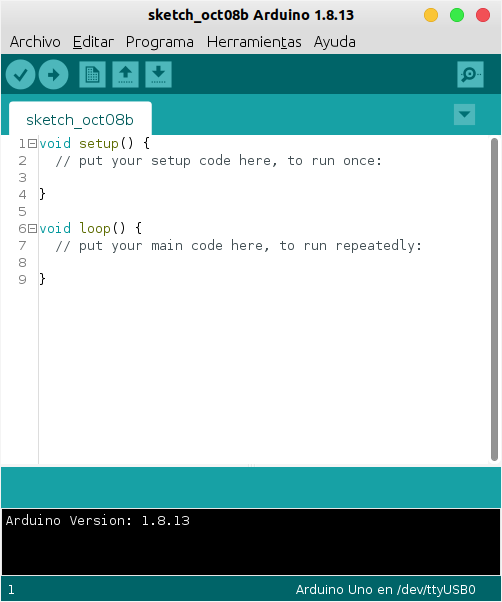 sketch_oct08b Arduino 1.8.13
Archivo Editar Programa Herramientas Ayuda
sketch_oct08b
1 void setup() {
2   // put your setup code here, to run once:
3
4 }
5
6 void loop() {
7   // put your main code here, to run repeatedly:
8
9 }
Arduino Version: 1.8.13
1 Arduino Uno en /dev/ttyUSB0